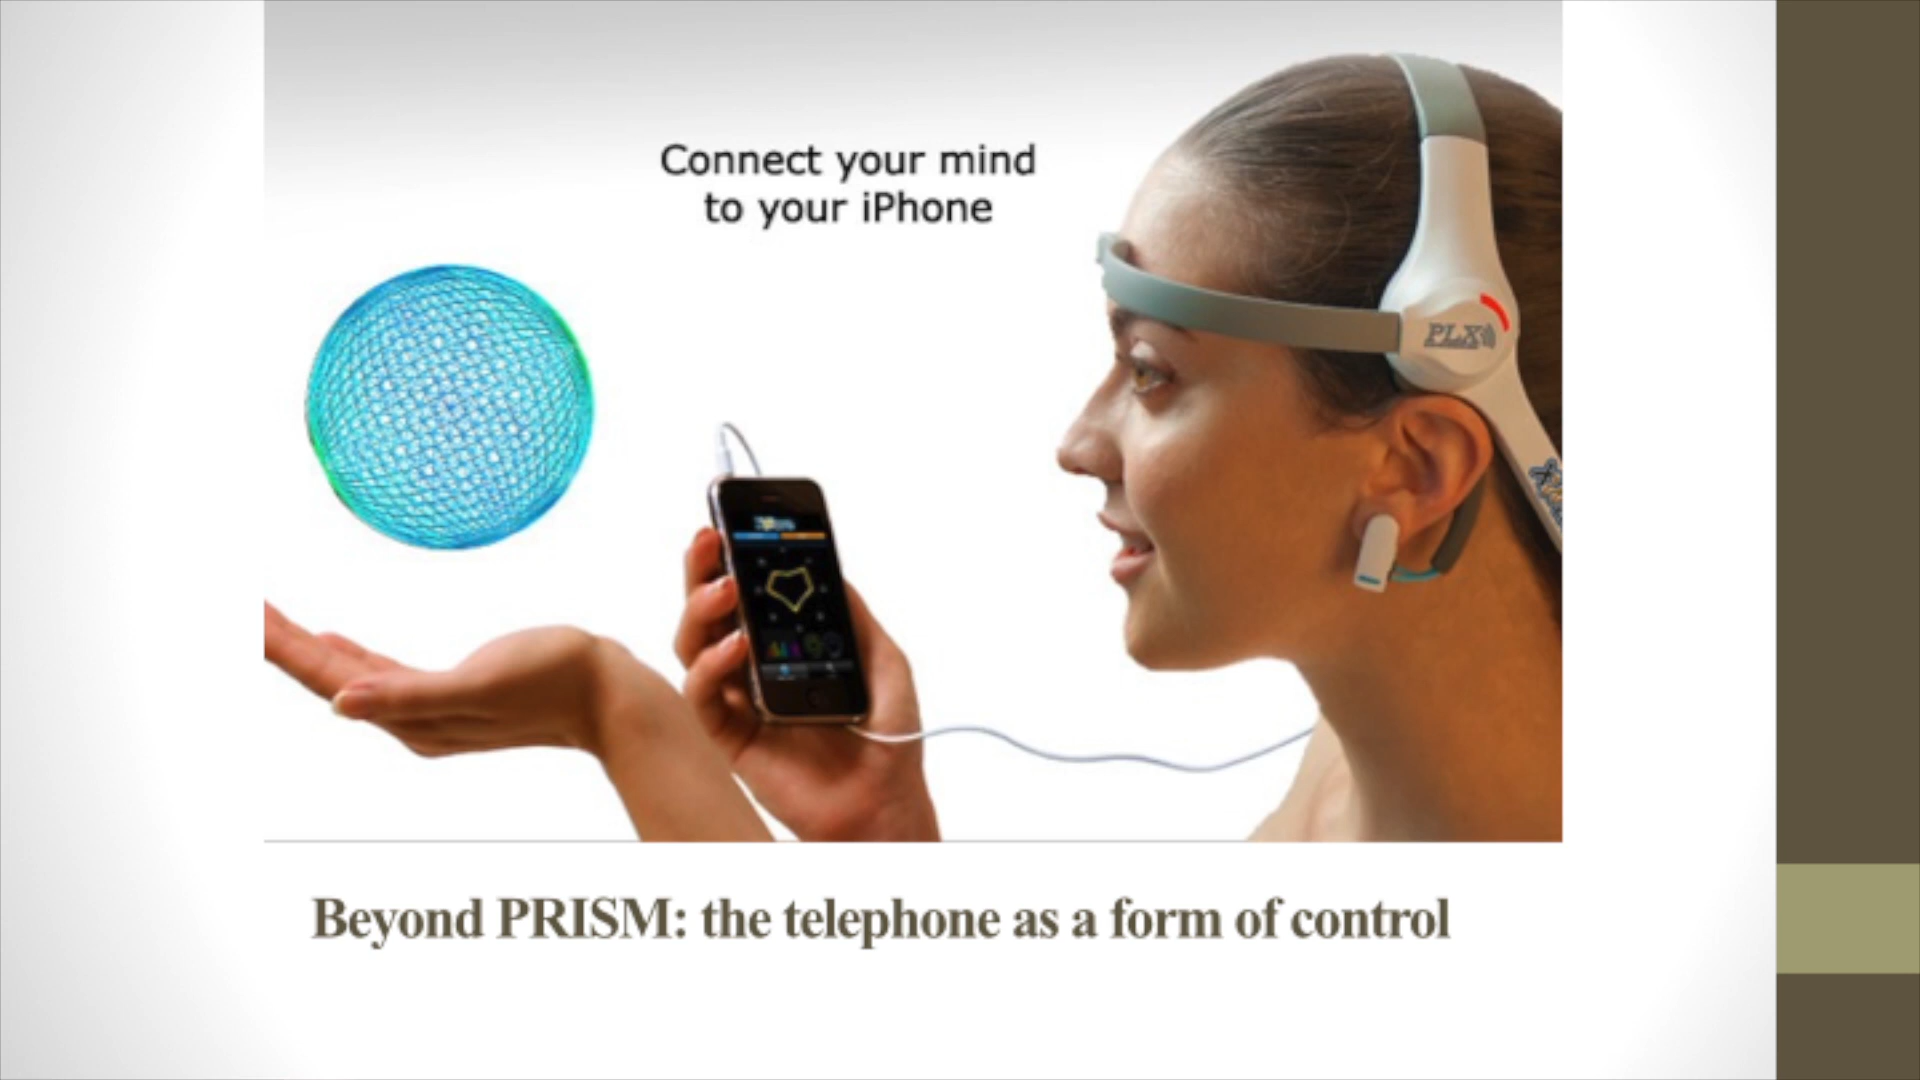 Connect your mind
to your iPhone
PLX
Beyond PRISM: the telephone as a form of control